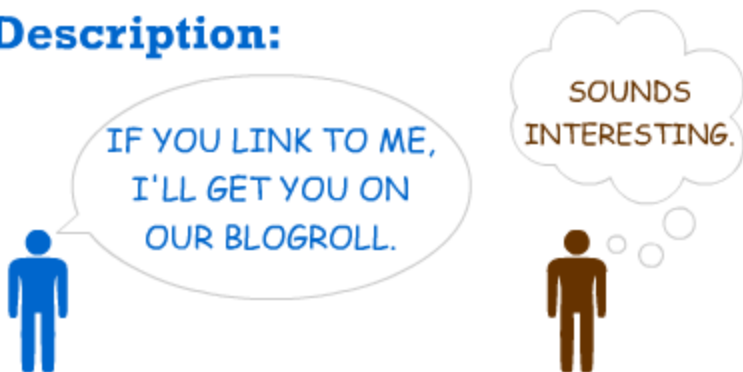 Description:
IF YOU LINK TO ME,
I'LL GET YOU ON
OUR BLOGROLL.
SOUNDS
INTERESTING.